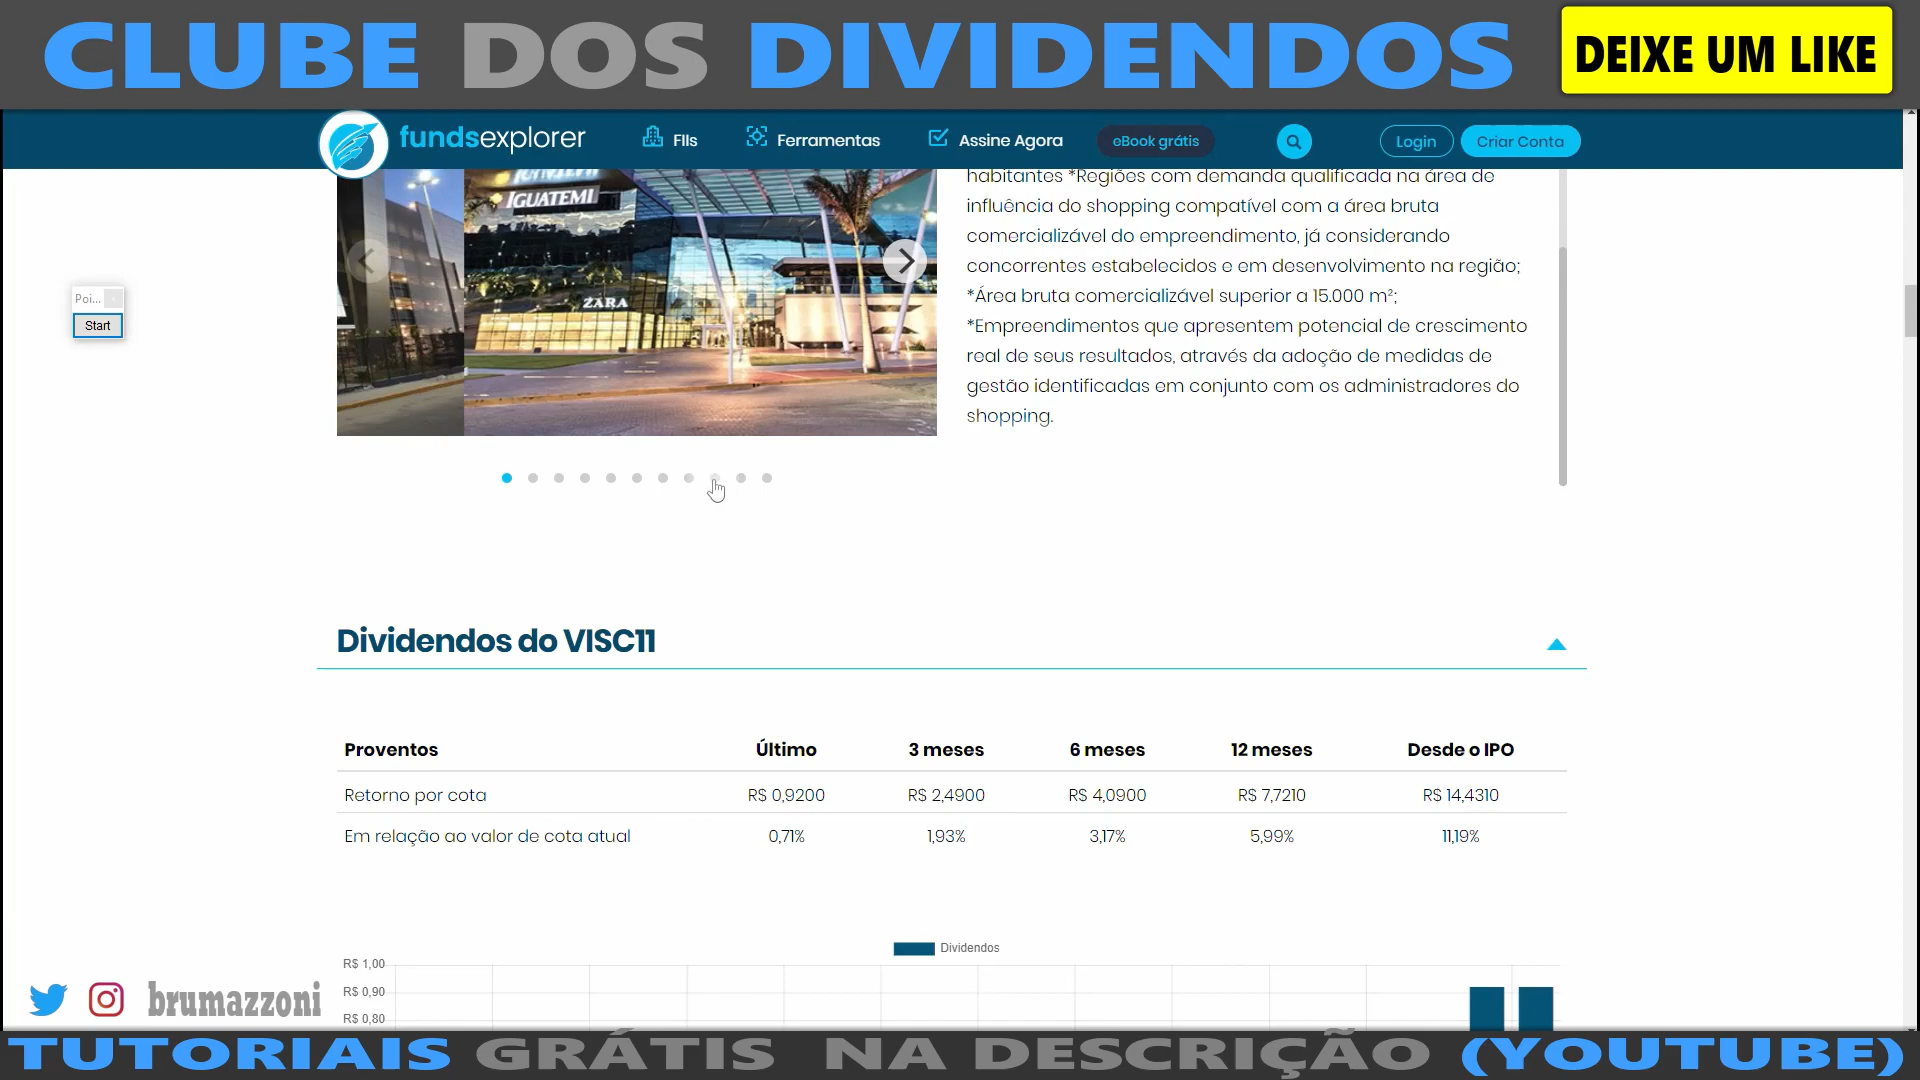 CLUBE DOS DIVIDENDOS
DEIXE UM LIKE
fundsexplorer
FIIs
Ferramentas
Assine Agora
eBook grátis
Login
Criar Conta
IGUATEMI
ZARA
habitantes *Regiões com demanda qualificada na área de
influência do shopping compatível com a área bruta
comercializável do empreendimento, já considerando
concorrentes estabelecidos e em desenvolvimento na região;
*Área bruta comercializável superior a 15.000 m²;
*Empreendimentos que apresentem potencial de crescimento
real de seus resultados, através da adoção de medidas de
gestão identificadas em conjunto com os administradores do
shopping.
Poi...
Start
Dividendos do VISC11
Proventos Último 3 meses 6 meses 12 meses Desde o IPO
Retorno por cota R$ 0,9200 R$ 2,4900 R$ 4,0900 R$ 7,7210 R$ 14,4310
Em relação ao valor de cota atual 0,71% 1,93% 3,17% 5,99% 11,19%
Dividendos
R$ 1,00
R$ 0,90
R$ 0,80
brumazzoni
TUTORIAIS GRÁTIS NA DESCRIÇÃO (YOUTUBE)